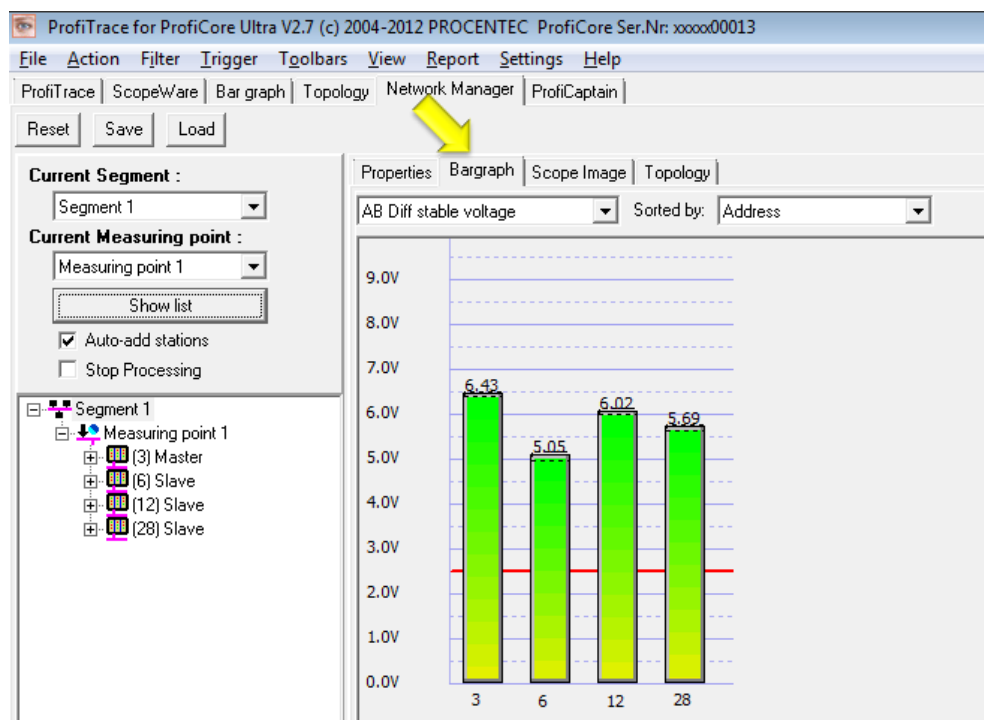 ProfiTrace for ProfiCore Ultra V2.7 (c) 2004-2012 PROCENTEC ProfiCore Ser.Nr: xxxxx00013
File Action Filter Trigger Toolbars View Report Settings Help
ProfiTrace ScopeWare Bar graph Topology Network Manager ProfiCaptain
Reset Save Load
Current Segment :
Segment 1
Current Measuring point :
Measuring point 1
Show list
Auto-add stations
Stop Processing
Segment 1
Measuring point 1
(3) Master
(6) Slave
(12) Slave
(28) Slave
Properties Bargraph Scope Image Topology
AB Diff stable voltage Sorted by: Address
9.0V
8.0V
7.0V
6.0V
5.0V
4.0V
3.0V
2.0V
1.0V
0.0V
6.43 5.05 6.02 5.69
3 6 12 28